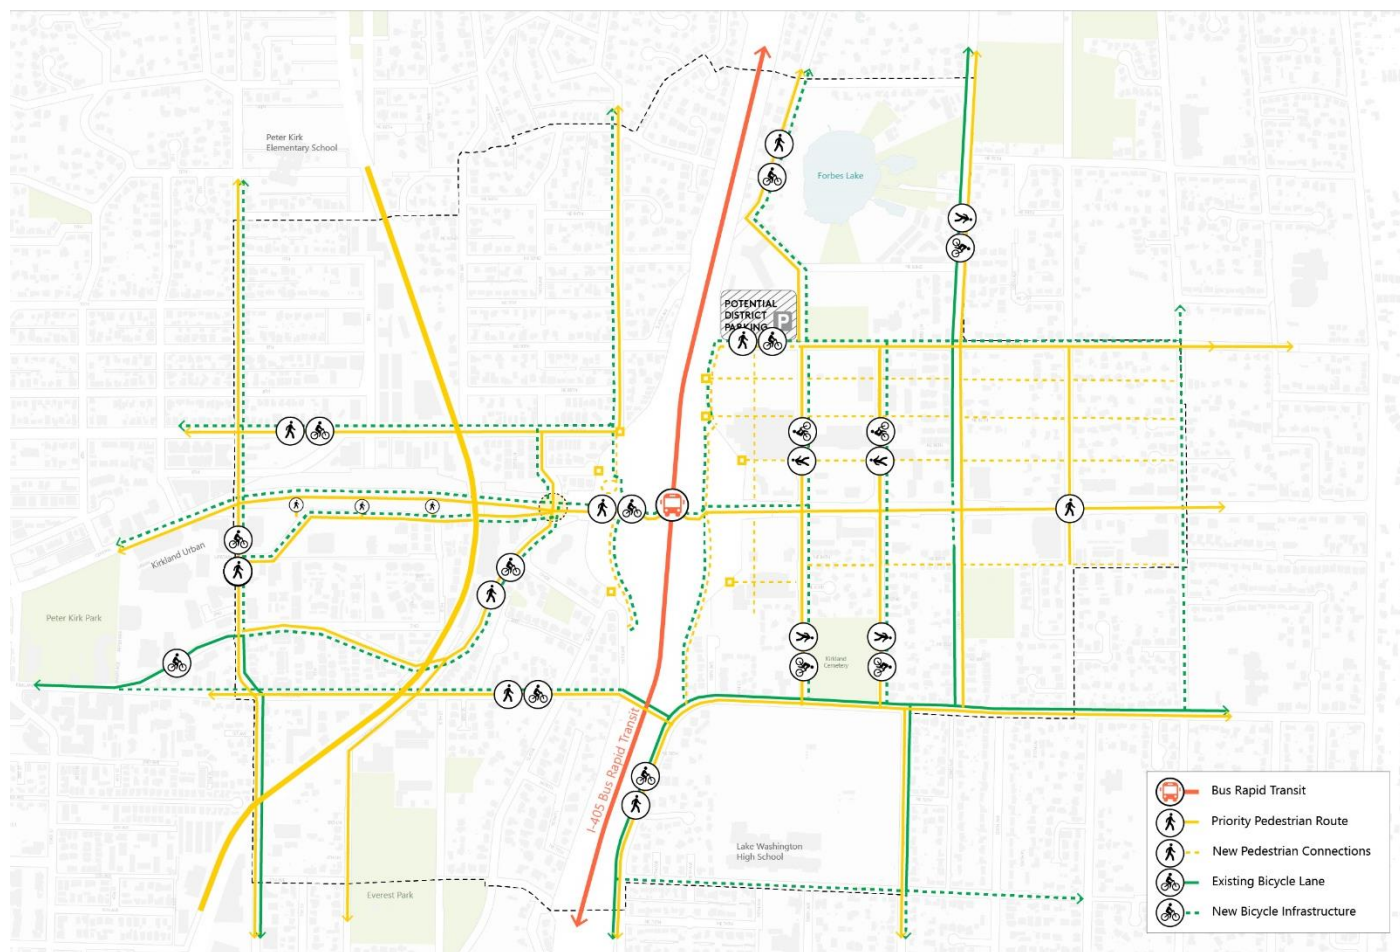 Peter Kirk
Elementary School
Forbes Lake
POTENTIAL
DISTRICT
PARKING
P
Kirkland Urban
Peter Kirk Park
Kirkland
Cemetery
I-405 Bus Rapid Transit
Lake Washington
High School
Everest Park
Bus Rapid Transit
Priority Pedestrian Route
New Pedestrian Connections
Existing Bicycle Lane
New Bicycle Infrastructure